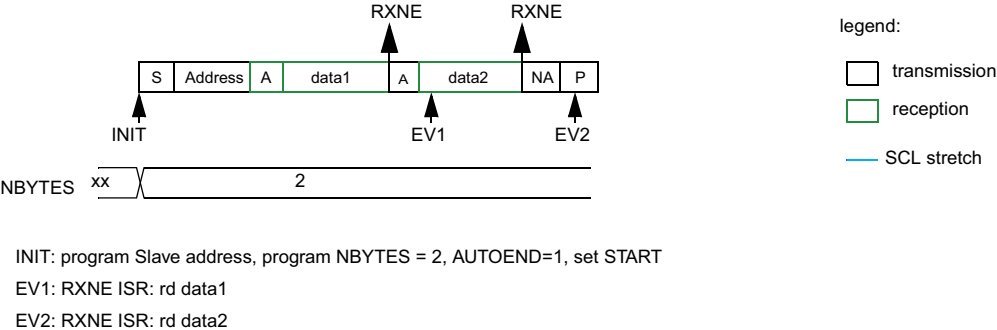 RXNE RXNE
legend:
S Address A data1 A data2 NA P
transmission
reception
INIT EV1 EV2
SCL stretch
NBYTES xx 2
INIT: program Slave address, program NBYTES = 2, AUTOEND=1, set START
EV1: RXNE ISR: rd data1
EV2: RXNE ISR: rd data2